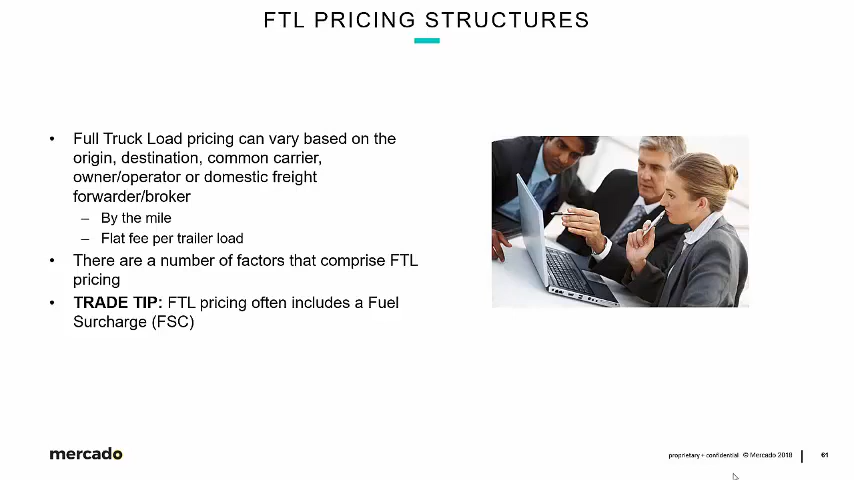 FTL PRICING STRUCTURES
• Full Truck Load pricing can vary based on the
origin, destination, common carrier,
owner/operator or domestic freight
forwarder/broker
– By the mile
– Flat fee per trailer load
• There are a number of factors that comprise FTL
pricing
• TRADE TIP: FTL pricing often includes a Fuel
Surcharge (FSC)
mercado
proprietary + confidential © Mercado 2018 | 61